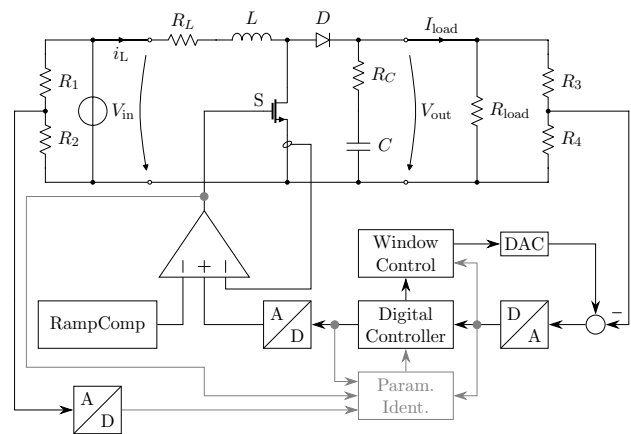 R_L
L
D
I_load
i_L
R_1
R_2
V_in
S
R_C
C
V_out
R_load
R_3
R_4
− + −
RampComp
A
D
Window
Control
DAC
Digital
Controller
D
A
−
Param.
Ident.
A
D